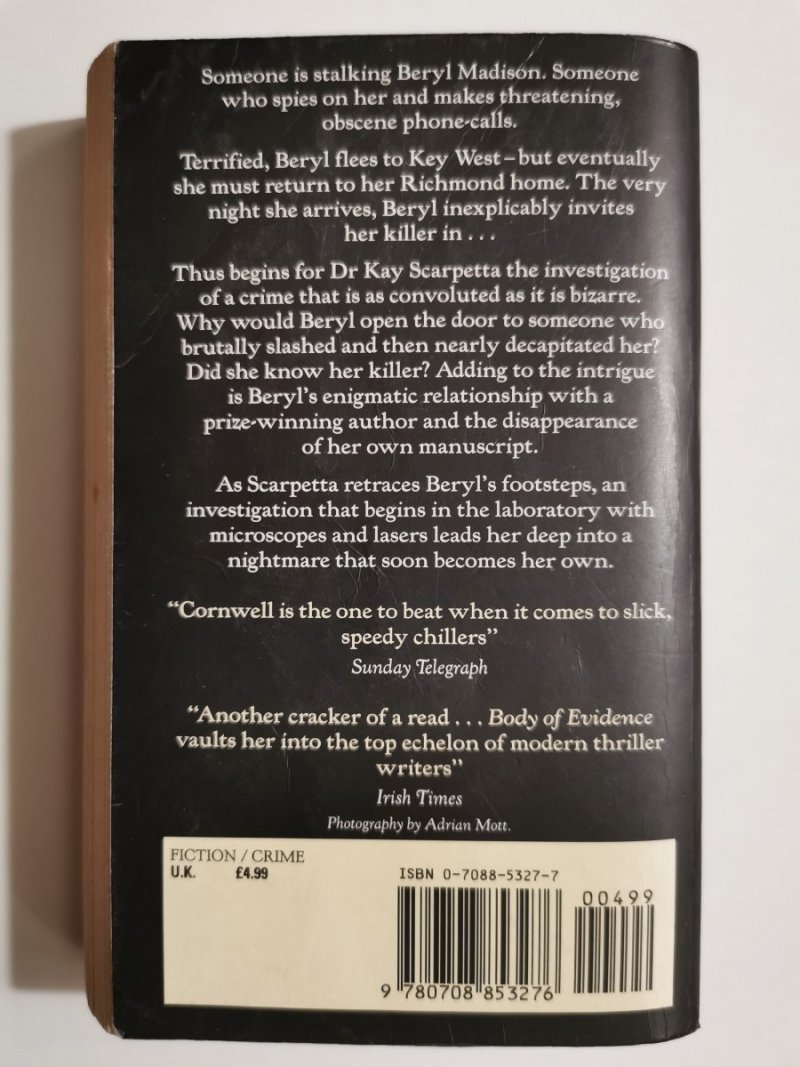 Someone is stalking Beryl Madison. Someone
who spies on her and makes threatening,
obscene phone-calls.
Terrified, Beryl flees to Key West – but eventually
she must return to her Richmond home. The very
night she arrives, Beryl inexplicably invites
her killer in . . .
Thus begins for Dr Kay Scarpetta the investigation
of a crime that is as convoluted as it is bizarre.
Why would Beryl open the door to someone who
brutally slashed and then nearly decapitated her?
Did she know her killer? Adding to the intrigue
is Beryl's enigmatic relationship with a
prize-winning author and the disappearance
of her own manuscript.
As Scarpetta retraces Beryl's footsteps, an
investigation that begins in the laboratory with
microscopes and lasers leads her deep into a
nightmare that soon becomes her own.
“Cornwell is the one to beat when it comes to slick,
speedy chillers”
Sunday Telegraph
“Another cracker of a read . . . Body of Evidence
vaults her into the top echelon of modern thriller
writers”
Irish Times
Photography by Adrian Mott.
FICTION / CRIME
U.K. £4.99
ISBN 0-7088-5327-7
00499
9 780708 853276